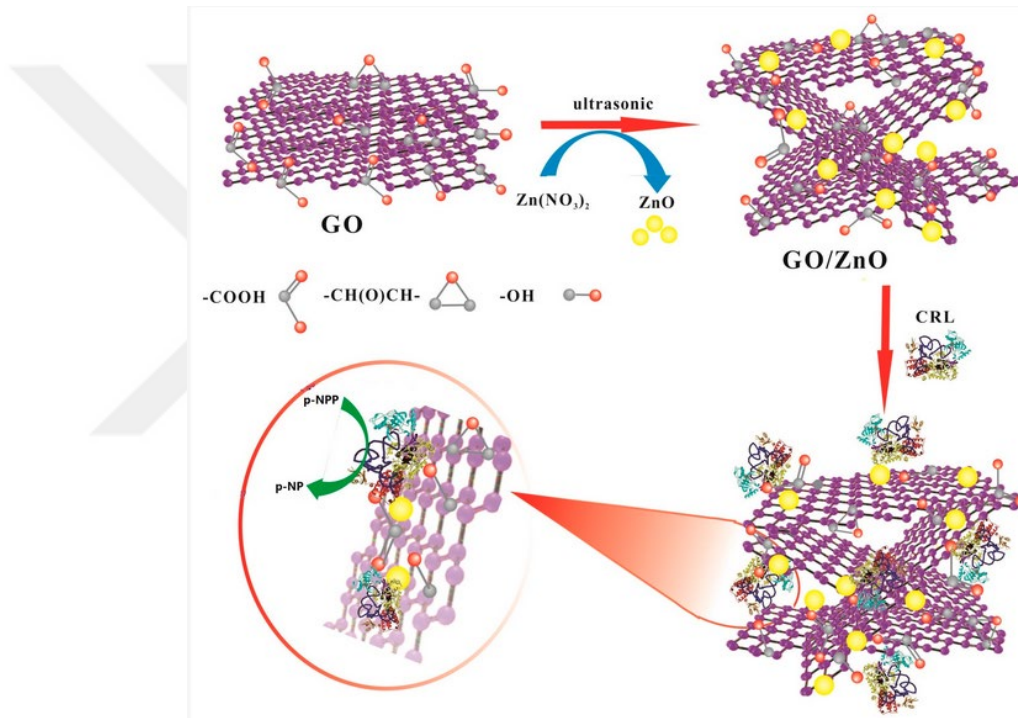 ultrasonic
Zn(NO₃)₂
ZnO
GO
GO/ZnO
-COOH
-CH(O)CH-
-OH
CRL
p-NPP
p-NP